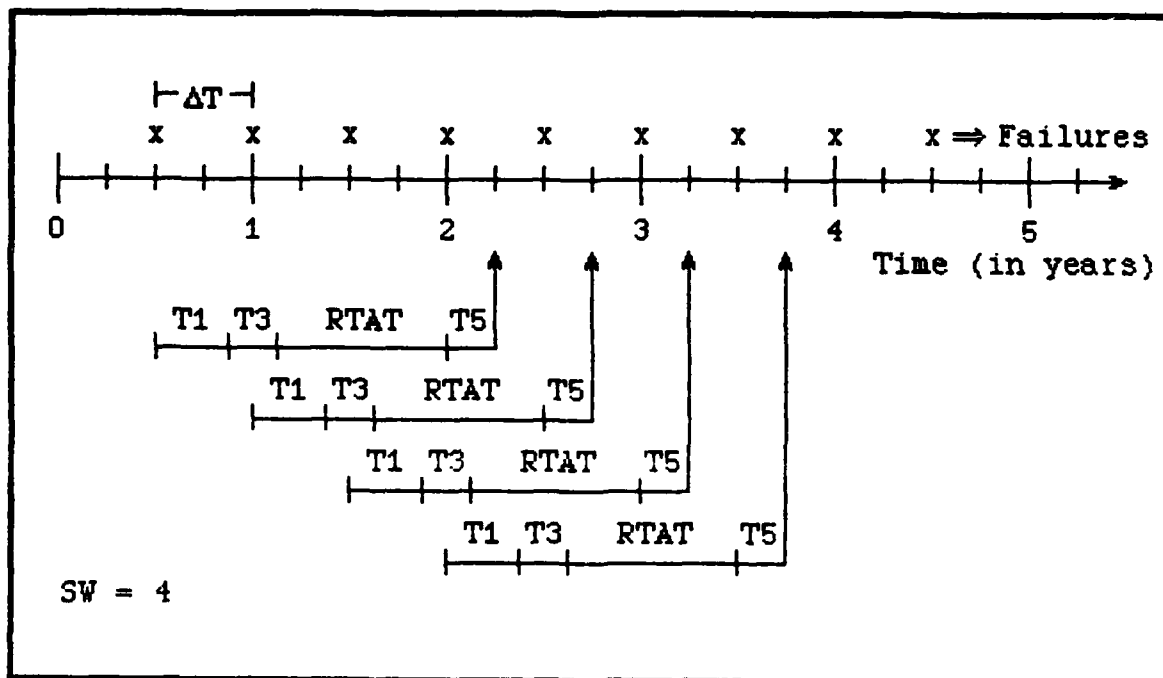 ΔT
x x x x x x x x x ⇒ Failures
0 1 2 3 4 5
Time (in years)
T1 T3 RTAT T5
T1 T3 RTAT T5
T1 T3 RTAT T5
T1 T3 RTAT T5
SW = 4